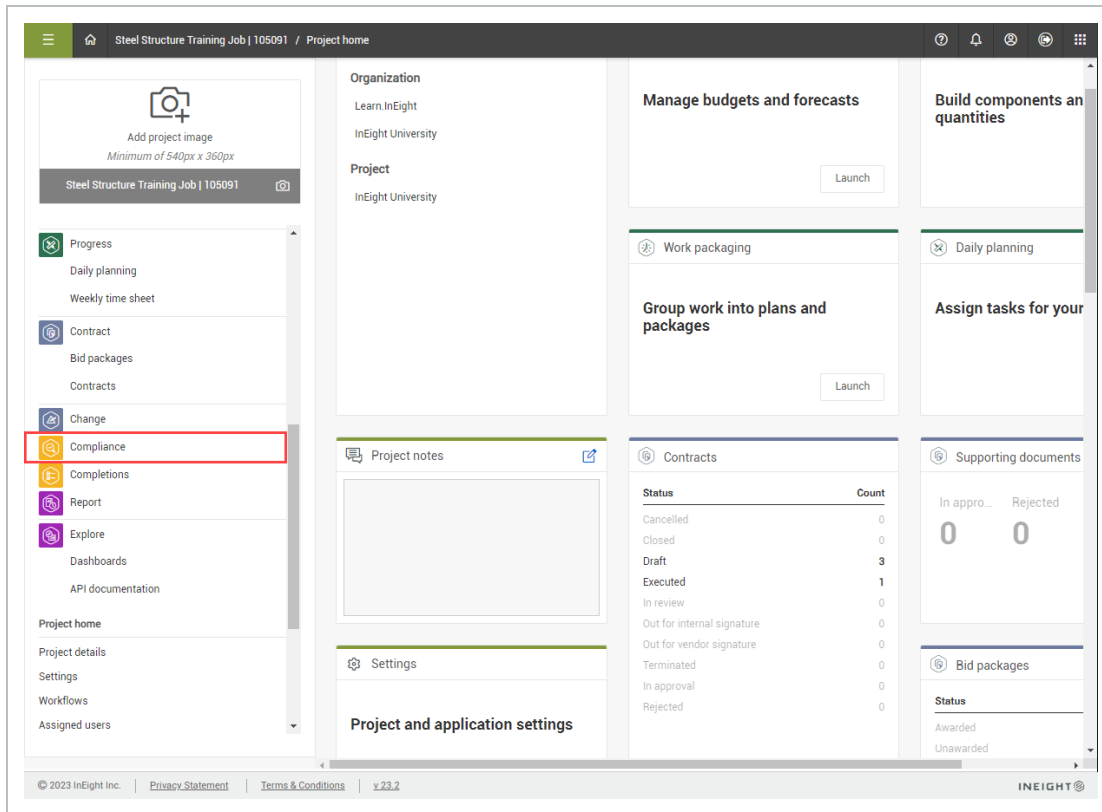 Steel Structure Training Job | 105091 / Project home
Add project image
Minimum of 540px x 360px
Steel Structure Training Job | 105091
Progress
Daily planning
Weekly time sheet
Contract
Bid packages
Contracts
Change
Compliance
Completions
Report
Explore
Dashboards
API documentation
Project home
Project details
Settings
Workflows
Assigned users
Organization
Learn.InEight
InEight University
Project
InEight University
Manage budgets and forecasts
Launch
Build components an
quantities
Work packaging
Group work into plans and
packages
Launch
Daily planning
Assign tasks for your
Project notes
Contracts
Status Count
Cancelled 0
Closed 0
Draft 3
Executed 1
In review 0
Out for internal signature 0
Out for vendor signature 0
Terminated 0
In approval 0
Rejected 0
Supporting documents
In appro... Rejected
0 0
Settings
Project and application settings
Bid packages
Status
Awarded
Unawarded
© 2023 InEight Inc. | Privacy Statement | Terms & Conditions | v 23.2
INEIGHT